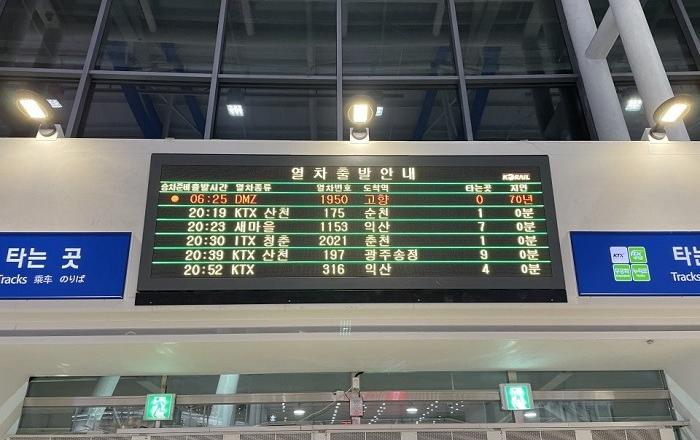 열차출발안내 KORAIL
승차준비 출발시간 열차종류 열차번호 도착역 타는곳 지연
06:25 DMZ 1950 고향 0 70년
20:19 KTX 산천 175 순천 1 0분
20:23 새마을 1153 익산 7 0분
20:30 ITX 청춘 2021 춘천 1 0분
20:39 KTX 산천 197 광주송정 9 0분
20:52 KTX 316 익산 4 0분
타는 곳
Tracks 乘车 のりば
KTX
타는
Tracks